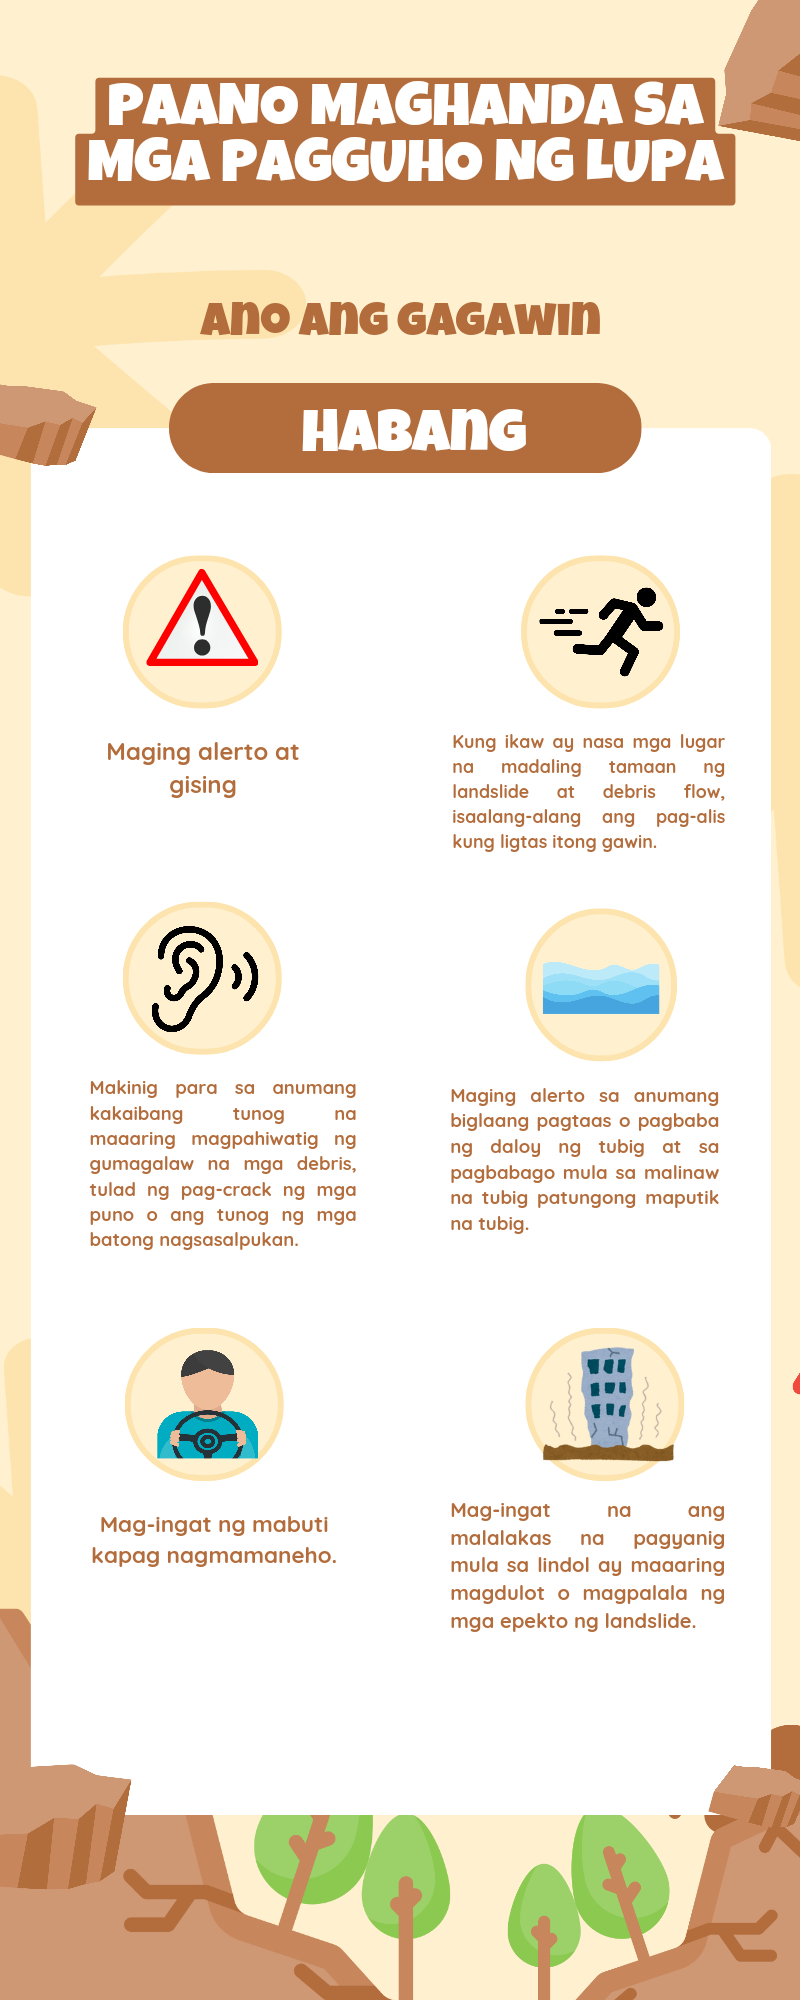 PAANO MAGHANDA SA
MGA PAGGUHO NG LUPA
ANO ANG GAGAWIN
HABANG
Maging alerto at
gising
Kung ikaw ay nasa mga lugar
na madaling tamaan ng
landslide at debris flow,
isaalang-alang ang pag-alis
kung ligtas itong gawin.
Makinig para sa anumang
kakaibang tunog na
maaaring magpahiwatig ng
gumagalaw na mga debris,
tulad ng pag-crack ng mga
puno o ang tunog ng mga
batong nagsasalpukan.
Maging alerto sa anumang
biglaang pagtaas o pagbaba
ng daloy ng tubig at sa
pagbabago mula sa malinaw
na tubig patungong maputik
na tubig.
Mag-ingat ng mabuti
kapag nagmamaneho.
Mag-ingat na ang
malalakas na pagyanig
mula sa lindol ay maaaring
magdulot o magpalala ng
mga epekto ng landslide.